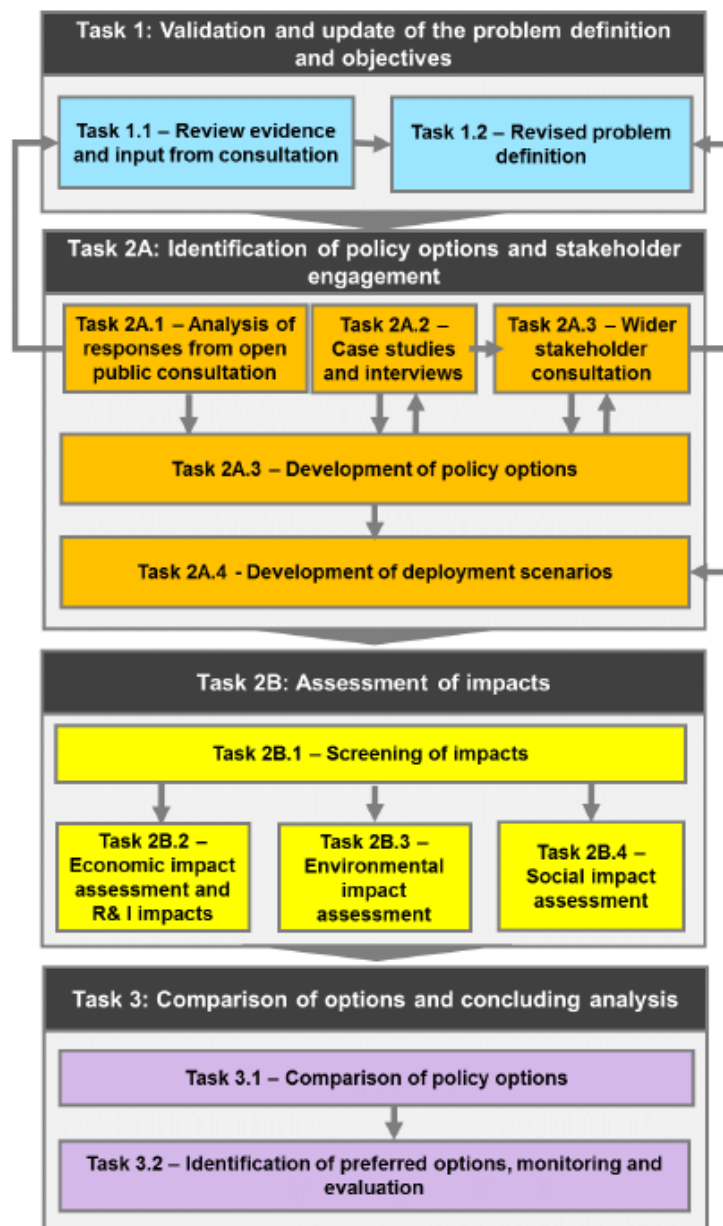 Task 1: Validation and update of the problem definition
and objectives
Task 1.1 – Review evidence
and input from consultation
Task 1.2 – Revised problem
definition
Task 2A: Identification of policy options and stakeholder
engagement
Task 2A.1 – Analysis of
responses from open
public consultation
Task 2A.2 –
Case studies
and interviews
Task 2A.3 – Wider
stakeholder
consultation
Task 2A.3 – Development of policy options
Task 2A.4 - Development of deployment scenarios
Task 2B: Assessment of impacts
Task 2B.1 – Screening of impacts
Task 2B.2 –
Economic impact
assessment and
R& I impacts
Task 2B.3 –
Environmental
impact
assessment
Task 2B.4 –
Social impact
assessment
Task 3: Comparison of options and concluding analysis
Task 3.1 – Comparison of policy options
Task 3.2 – Identification of preferred options, monitoring and
evaluation